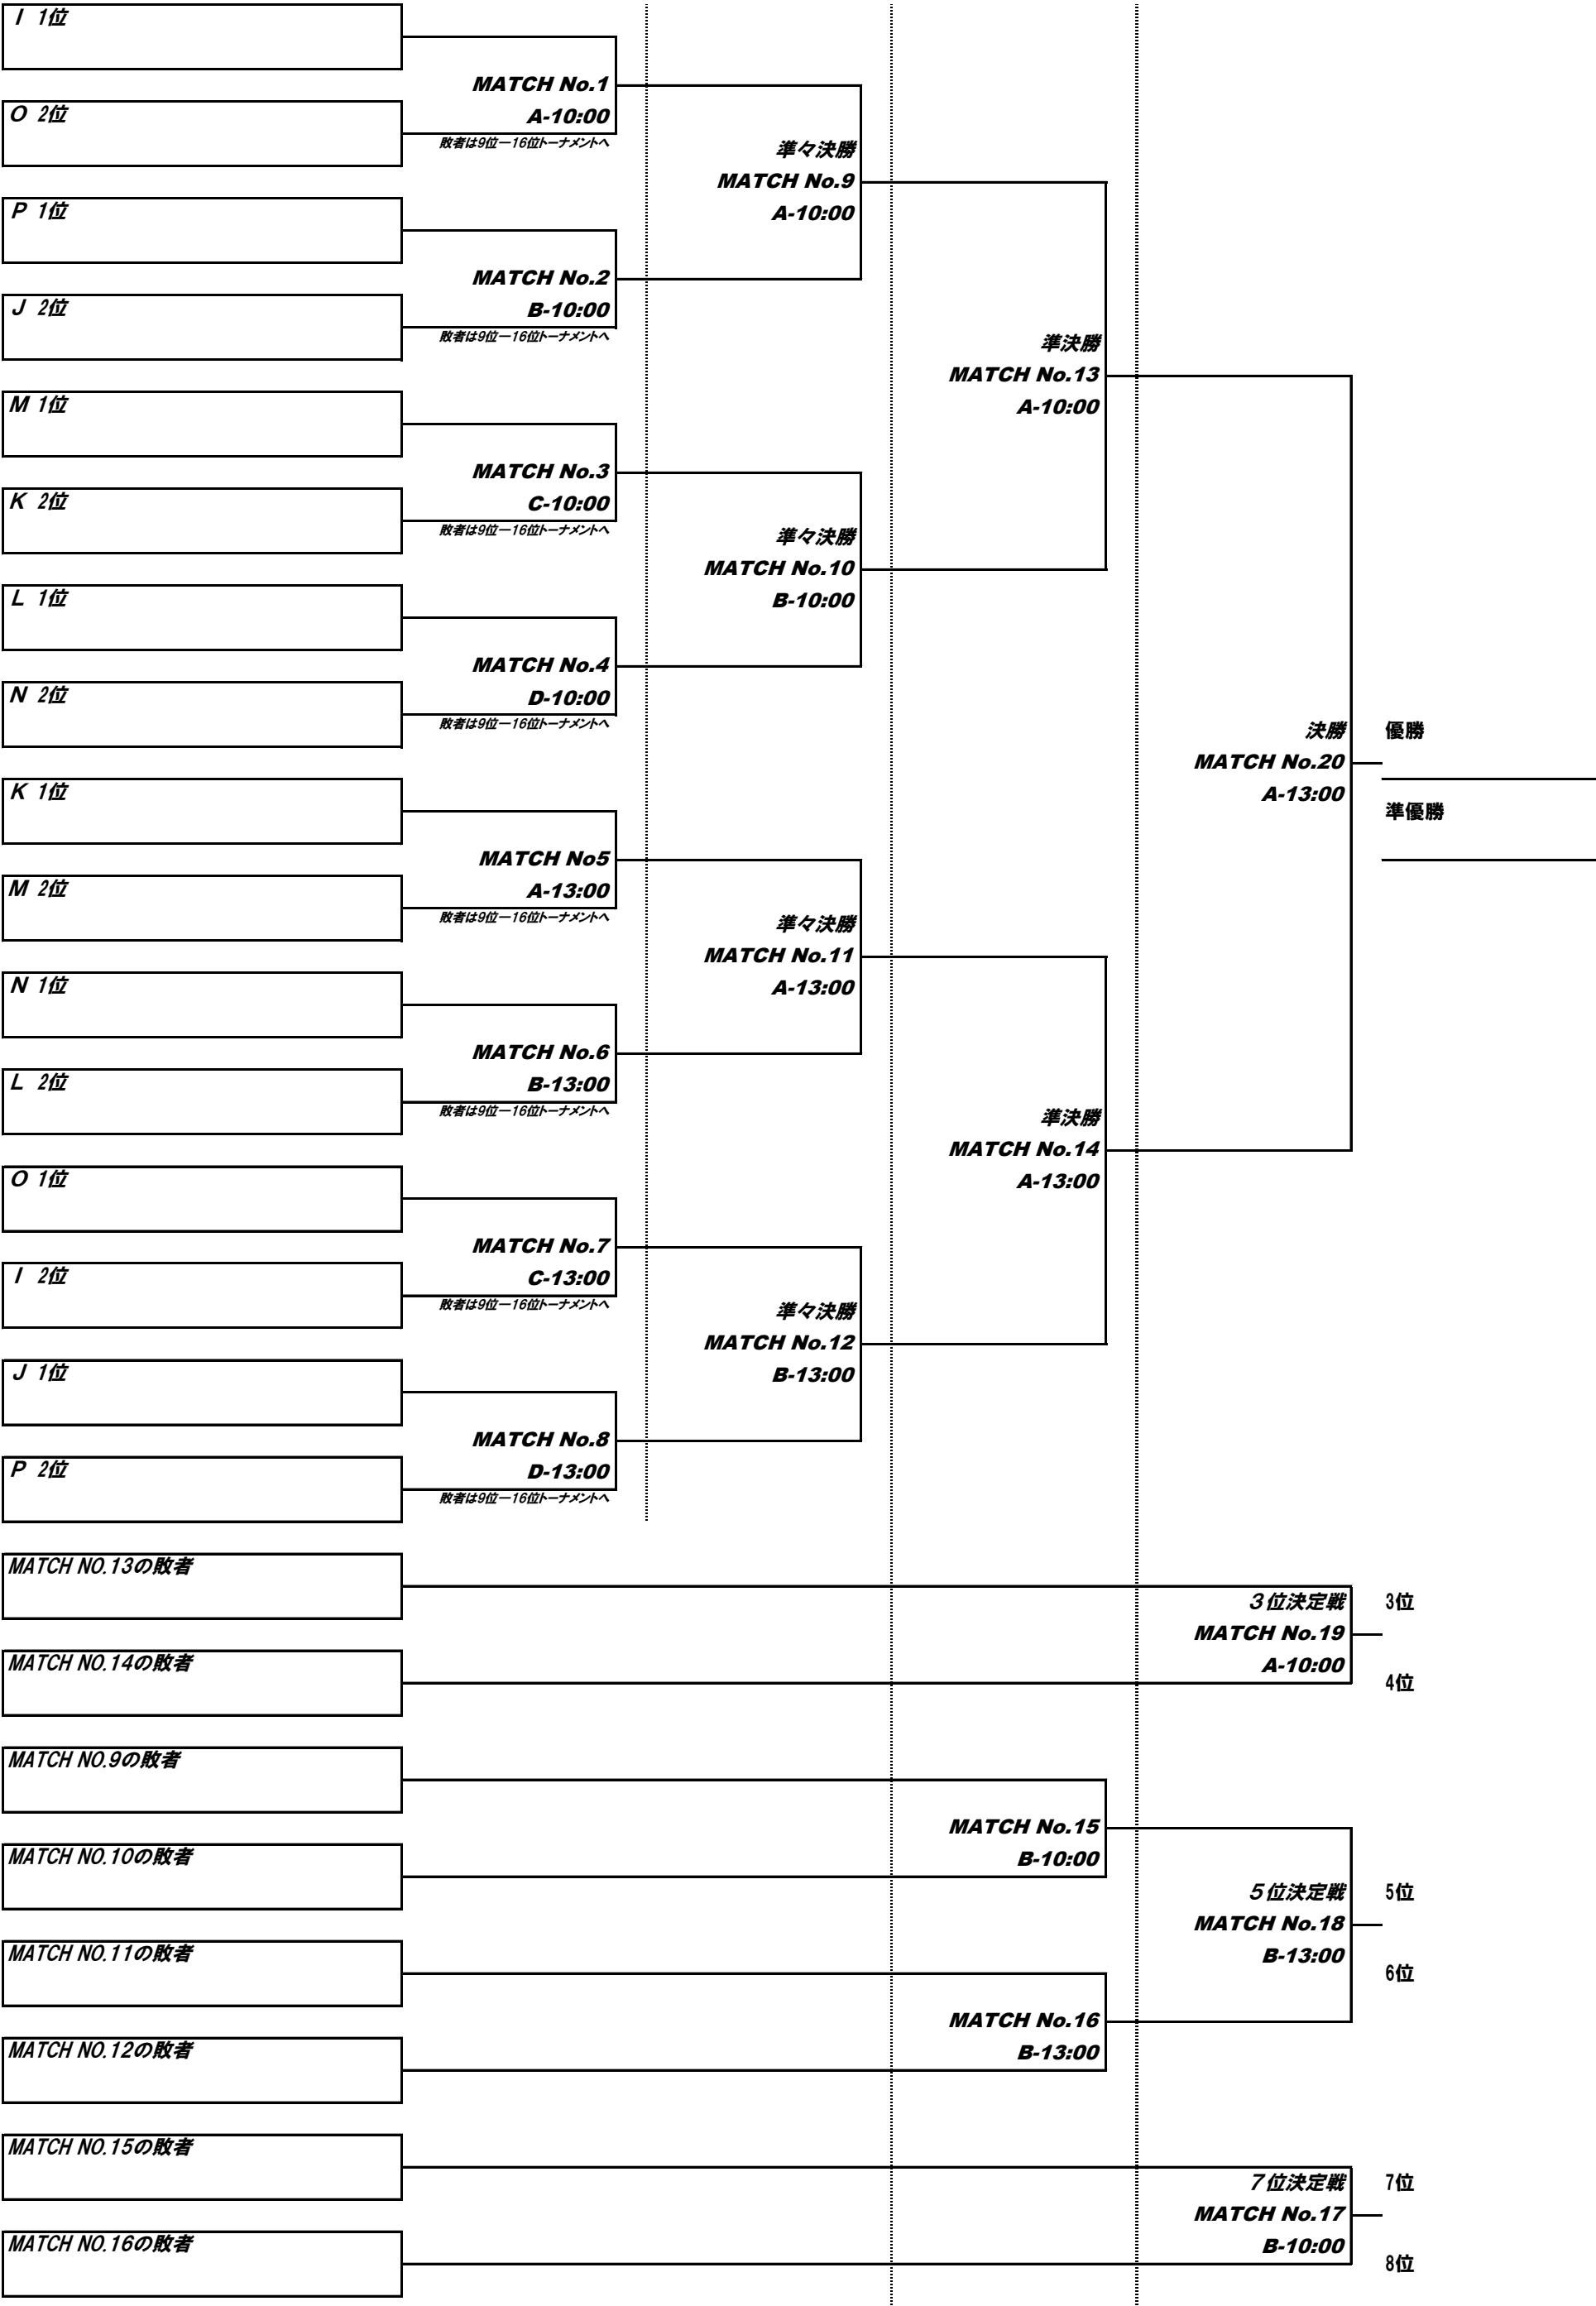 I 1位
MATCH No.1
O 2位
A-10:00
敗者は9位ー16位トーナメントへ
準々決勝
MATCH No.9
P 1位
A-10:00
MATCH No.2
J 2位
B-10:00
敗者は9位ー16位トーナメントへ
準決勝
MATCH No.13
M 1位
A-10:00
MATCH No.3
K 2位
C-10:00
敗者は9位ー16位トーナメントへ
準々決勝
MATCH No.10
L 1位
B-10:00
MATCH No.4
N 2位
D-10:00
敗者は9位ー16位トーナメントへ
決勝
優勝
MATCH No.20
K 1位
A-13:00
準優勝
MATCH No5
M 2位
A-13:00
敗者は9位ー16位トーナメントへ
準々決勝
MATCH No.11
N 1位
A-13:00
MATCH No.6
L 2位
B-13:00
敗者は9位ー16位トーナメントへ
準決勝
MATCH No.14
O 1位
A-13:00
MATCH No.7
I 2位
C-13:00
敗者は9位ー16位トーナメントへ
準々決勝
MATCH No.12
J 1位
B-13:00
MATCH No.8
P 2位
D-13:00
敗者は9位ー16位トーナメントへ
MATCH NO.13の敗者
3位決定戦
3位
MATCH No.19
MATCH NO.14の敗者
A-10:00
4位
MATCH NO.9の敗者
MATCH No.15
MATCH NO.10の敗者
B-10:00
5位決定戦
5位
MATCH No.18
MATCH NO.11の敗者
B-13:00
6位
MATCH No.16
MATCH NO.12の敗者
B-13:00
MATCH NO.15の敗者
7位決定戦
7位
MATCH No.17
MATCH NO.16の敗者
B-10:00
8位